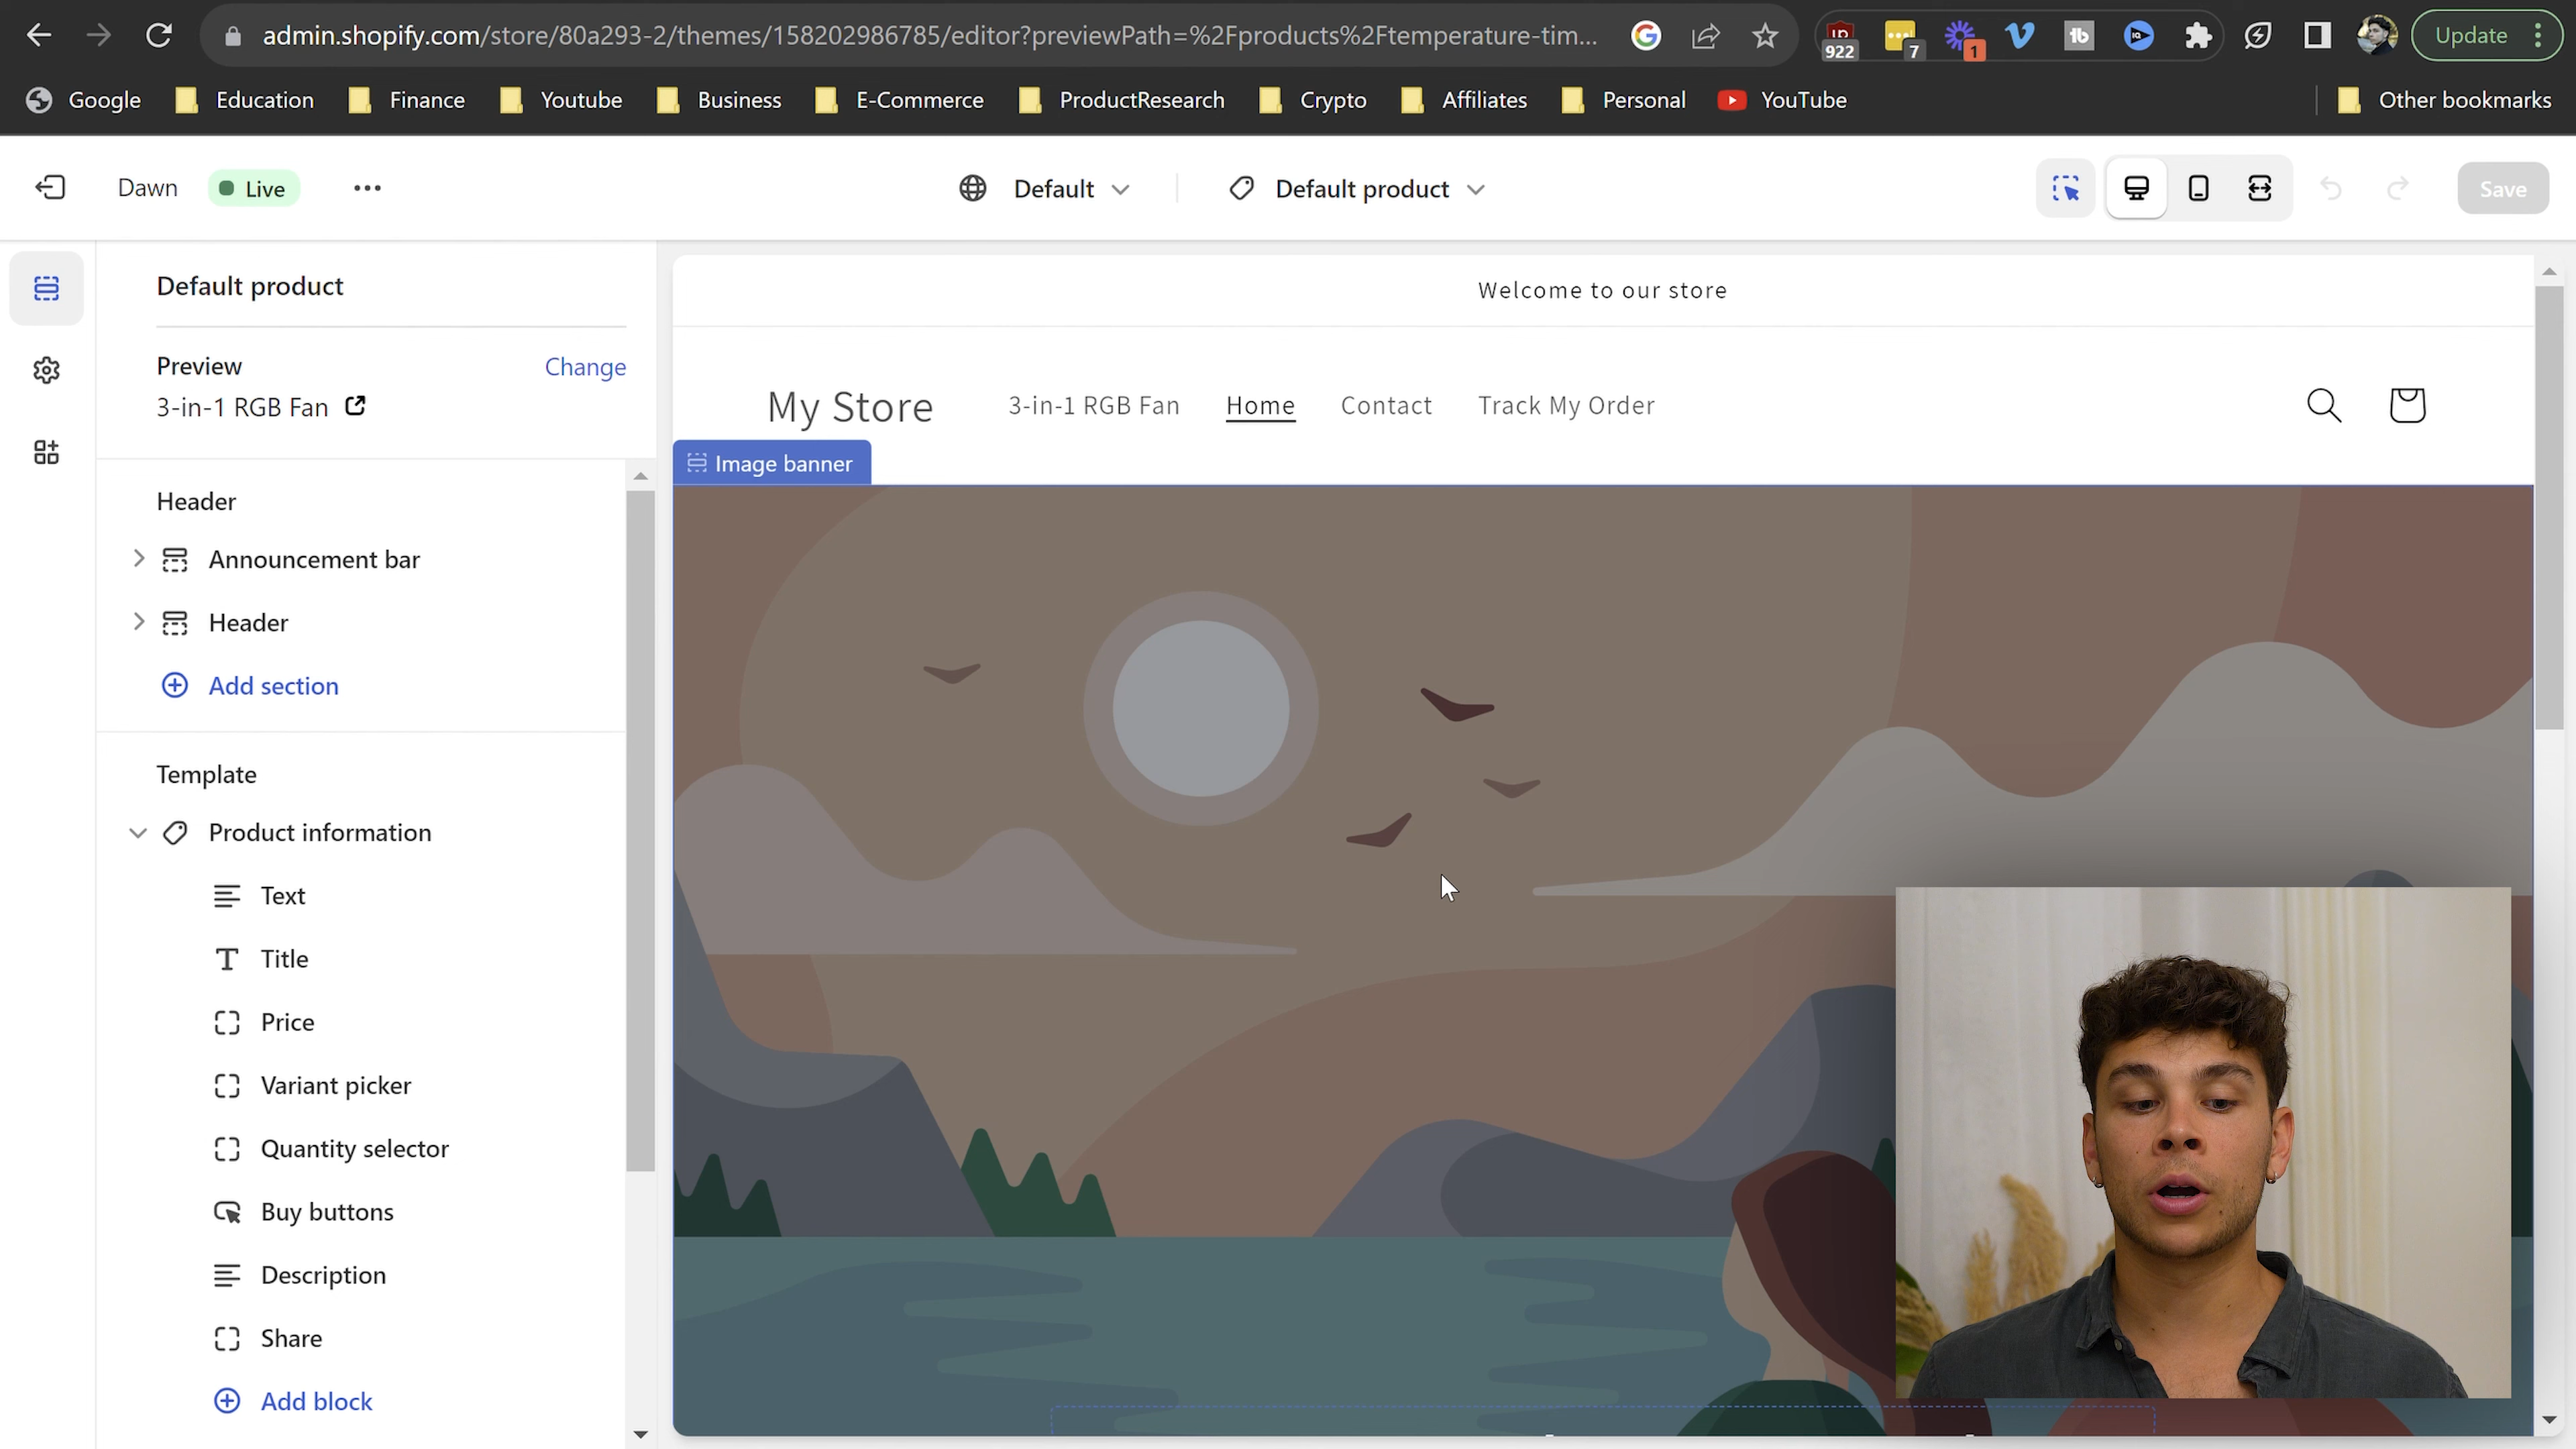 admin.shopify.com/store/80a293-2/themes/158202986785/editor?previewPath=%2Fproducts%2Ftemperature-tim...
922
7
1
Update
Google
Education
Finance
Youtube
Business
E-Commerce
ProductResearch
Crypto
Affiliates
Personal
YouTube
Other bookmarks
Dawn
Live
Default
Default product
Save
Default product
Preview
Change
3-in-1 RGB Fan
Header
Announcement bar
Header
Add section
Template
Product information
Text
Title
Price
Variant picker
Quantity selector
Buy buttons
Description
Share
Add block
Welcome to our store
My Store
3-in-1 RGB Fan
Home
Contact
Track My Order
Image banner